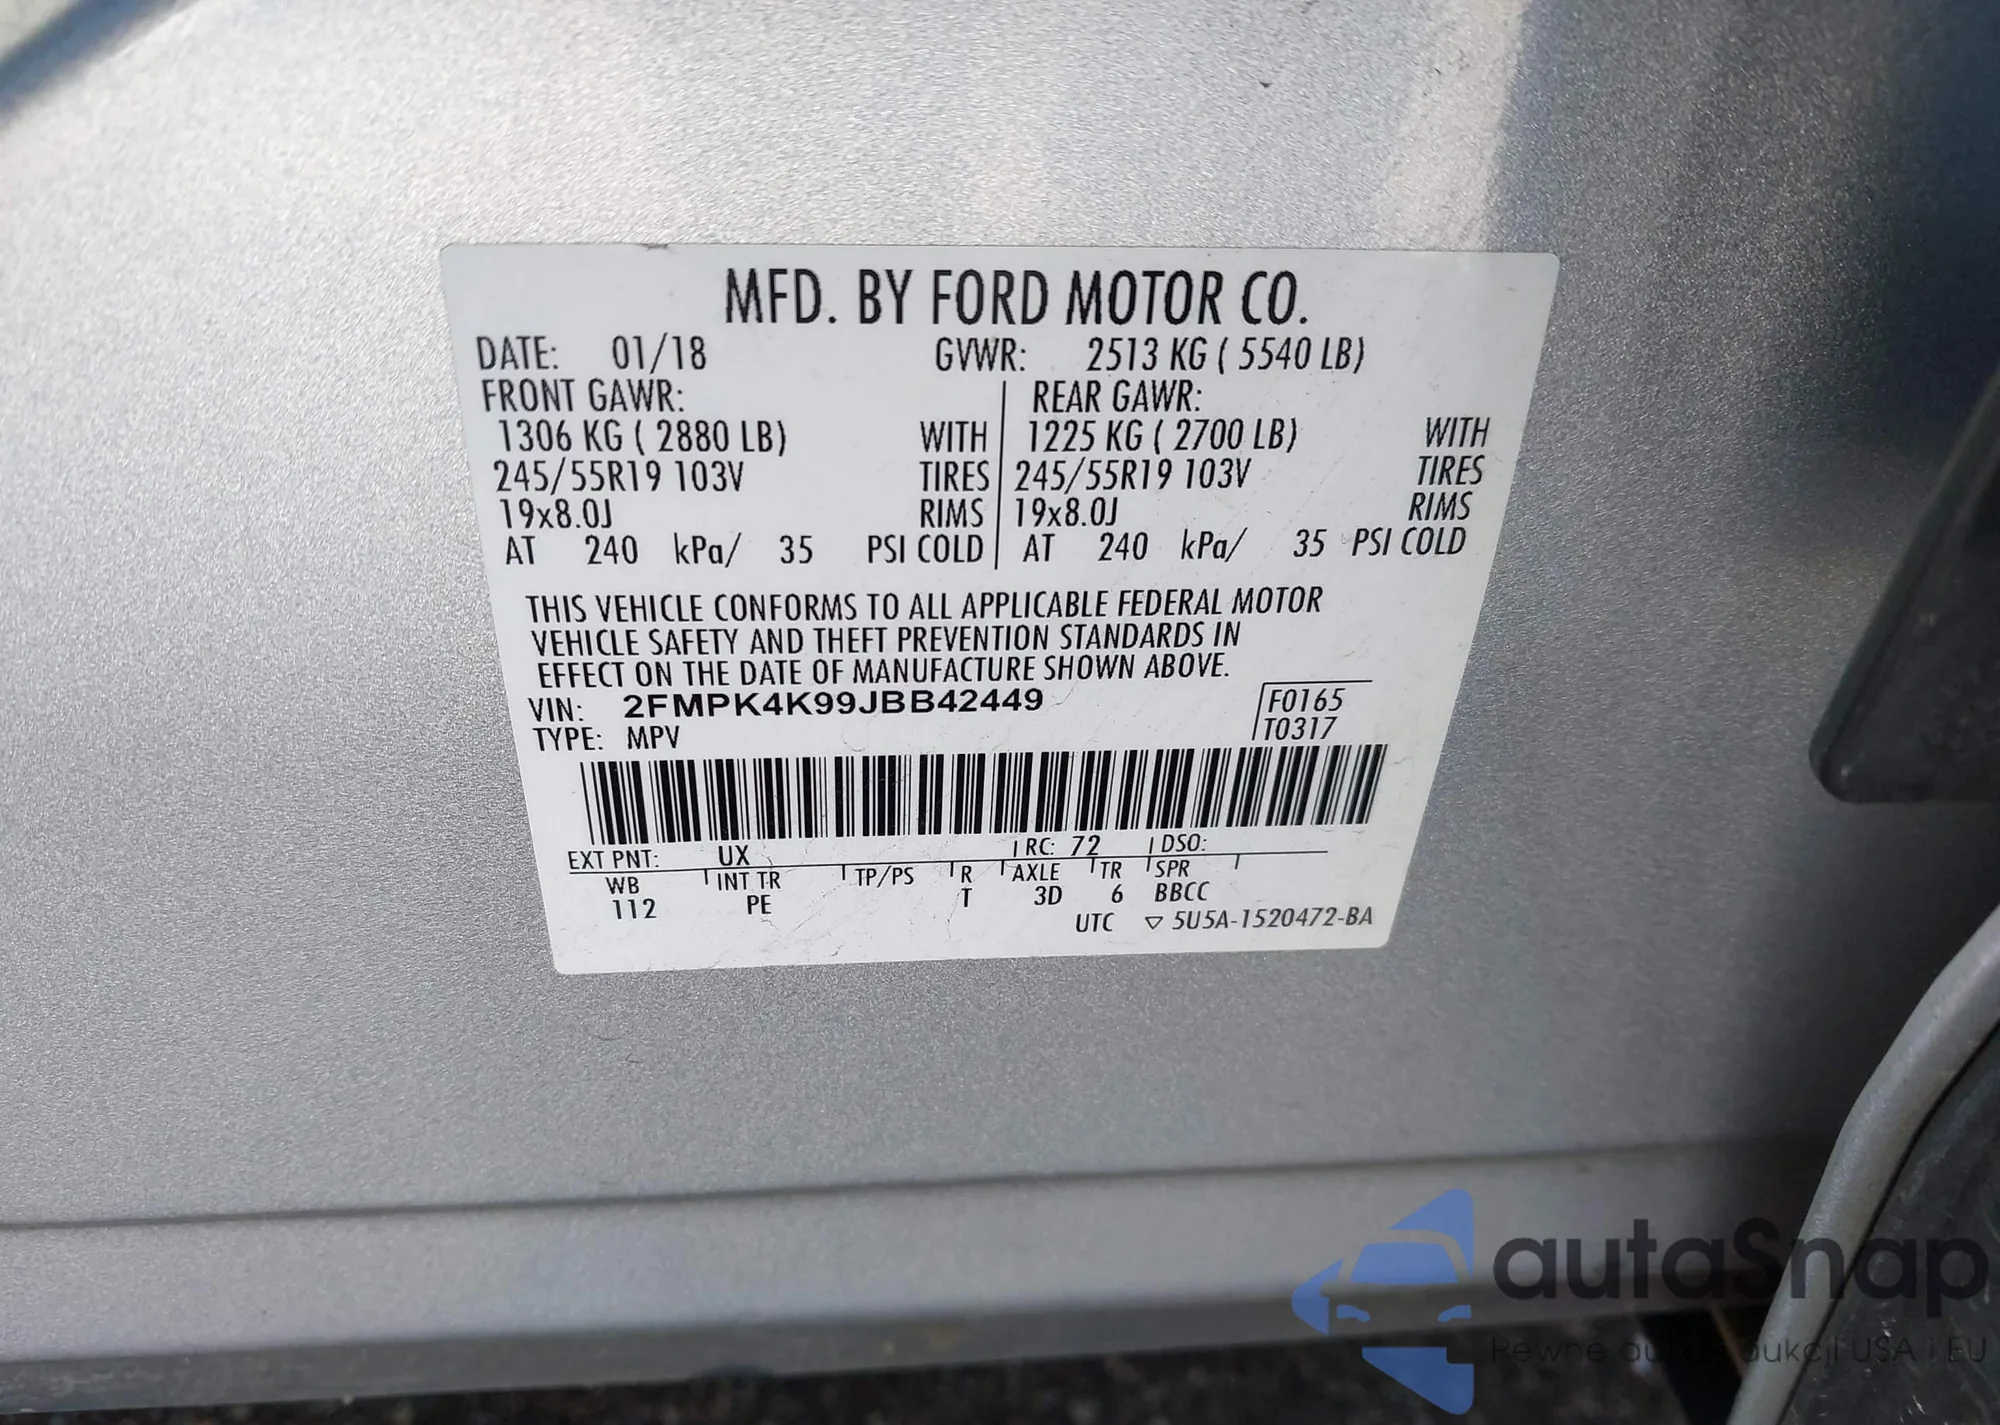 MFD. BY FORD MOTOR CO.
DATE: 01/18 GVWR: 2513 KG ( 5540 LB)
FRONT GAWR: REAR GAWR:
1306 KG ( 2880 LB) WITH 1225 KG ( 2700 LB) WITH
245/55R19 103V TIRES 245/55R19 103V TIRES
19x8.0J RIMS 19x8.0J RIMS
AT 240 kPa/ 35 PSI COLD AT 240 kPa/ 35 PSI COLD
THIS VEHICLE CONFORMS TO ALL APPLICABLE FEDERAL MOTOR
VEHICLE SAFETY AND THEFT PREVENTION STANDARDS IN
EFFECT ON THE DATE OF MANUFACTURE SHOWN ABOVE.
VIN: 2FMPK4K99JBB42449 F0165
TYPE: MPV T0317
EXT PNT: UX RC: 72 DSO:
WB INT TR TP/PS R AXLE TR SPR
112 PE T 3D 6 BBCC
UTC ▽ 5U5A-1520472-BA
autaSnap
Pewne auta z aukcji USA i EU